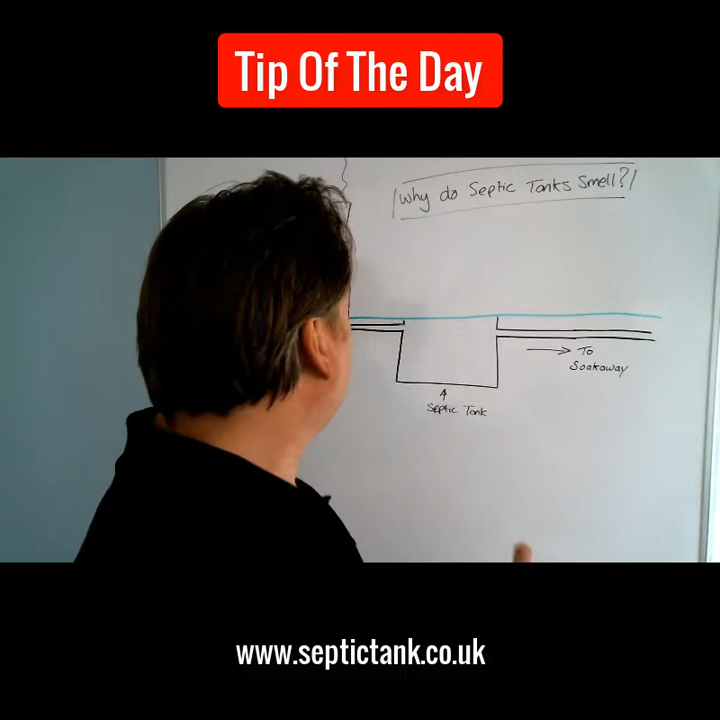 Tip Of The Day
Why do Septic Tanks Smell?
To
Soakaway
Septic Tank
www.septictank.co.uk